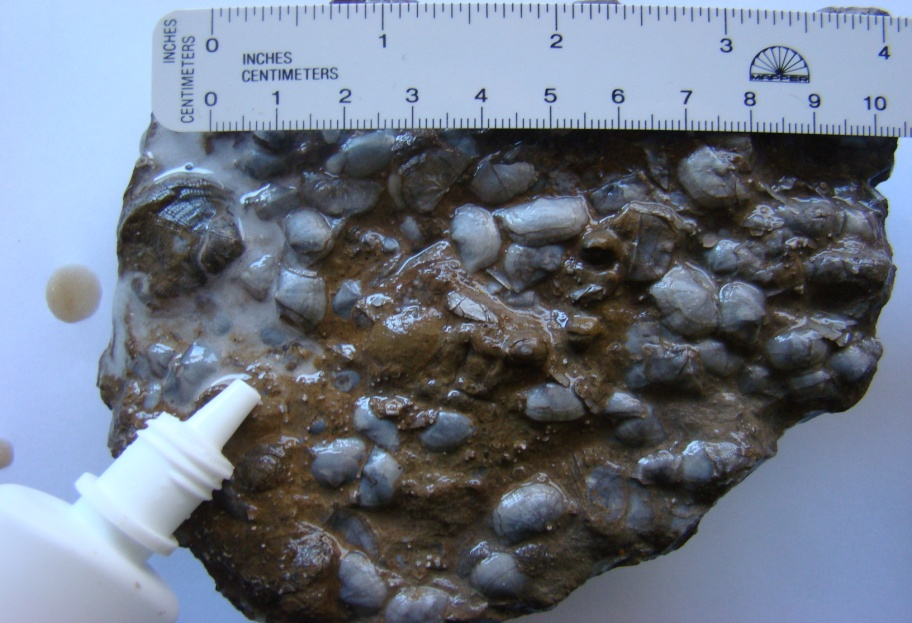 INCHES
CENTIMETERS
0 1 2 3 4
INCHES
CENTIMETERS
MAPPER
0 1 2 3 4 5 6 7 8 9 10